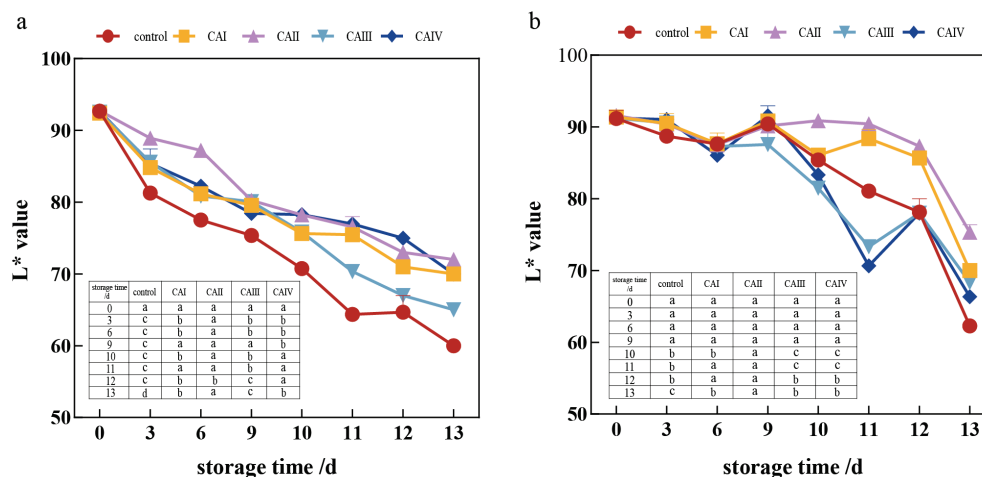 a
control CAI CAII CAIII CAIV
100
90
80
70
60
50
L* value
0 3 6 9 10 11 12 13
storage time /d
storage time /d control CAI CAII CAIII CAIV
0 a a a a a
3 c b a b b
6 c b a b b
9 c a a a b
10 c b a b a
11 c a a b a
12 c b b c a
13 d b a c b
b
control CAI CAII CAIII CAIV
100
90
80
70
60
50
L* value
0 3 6 9 10 11 12 13
storage time /d
storage time /d control CAI CAII CAIII CAIV
0 a a a a a
3 a a a a a
6 a a a a a
9 a a a a a
10 b b a c c
11 b a a c c
12 b a a b b
13 c b a b b